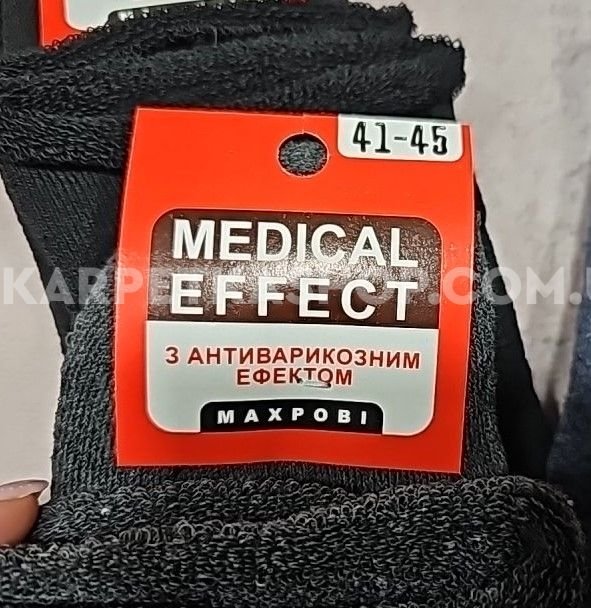 41-45
MEDICAL
EFFECT
З АНТИВАРИКОЗНИМ
ЕФЕКТОМ
МАХРОВІ